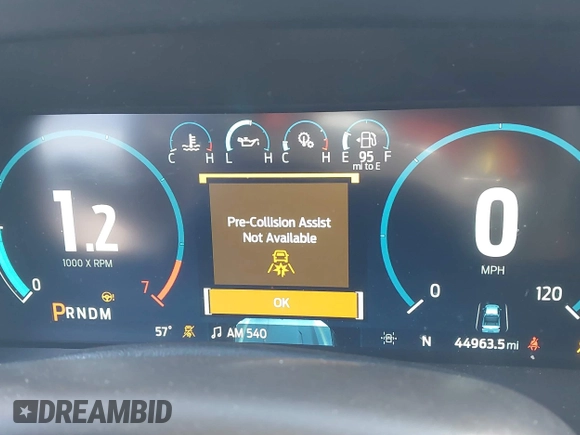 C H L H C H E 95 F
mi to E
1.2
1000 X RPM
0 7
PRNDM
Pre-Collision Assist
Not Available
OK
0
MPH
0 120
57° AM 540 N 44963.5 mi
DREAMBID